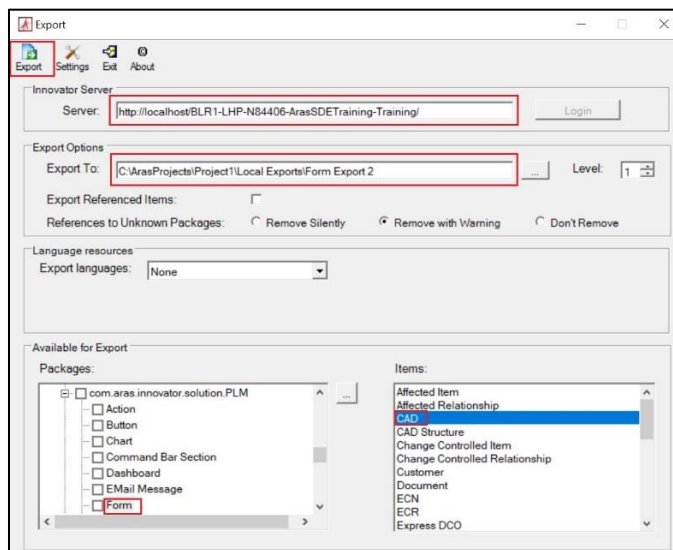 Export
Export Settings Exit About
Innovator Server
Server: http://localhost/BLR1-LHP-N84406-ArasSDETraining-Training/ Login
Export Options
Export To: C:\ArasProjects\Project1\Local Exports\Form Export 2 ... Level: 1
Export Referenced Items:
References to Unknown Packages: Remove Silently Remove with Warning Don't Remove
Language resources
Export languages: None
Available for Export
Packages: Items:
com.aras.innovator.solution.PLM ...
Action
Button
Chart
Command Bar Section
Dashboard
EMail Message
Form
Affected Item
Affected Relationship
CAD
CAD Structure
Change Controlled Item
Change Controlled Relationship
Customer
Document
ECN
ECR
Express DCO